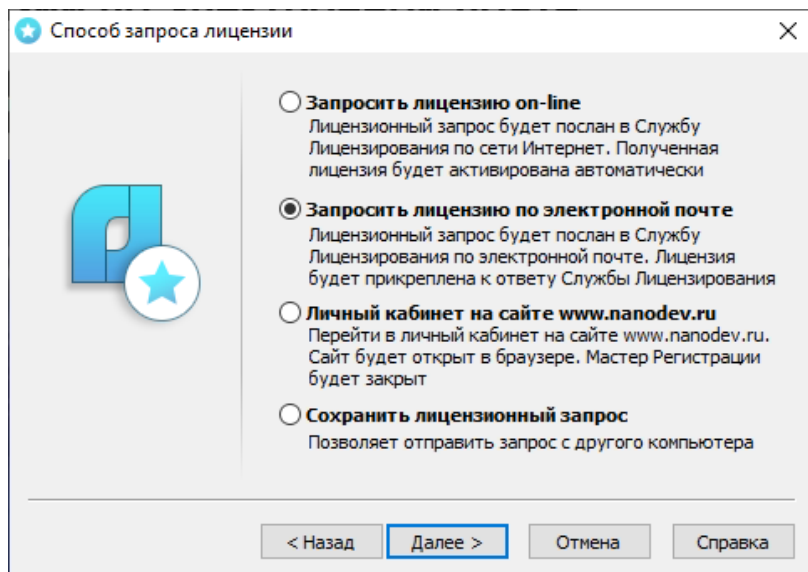 Способ запроса лицензии
Запросить лицензию on-line
Лицензионный запрос будет послан в Службу
Лицензирования по сети Интернет. Полученная
лицензия будет активирована автоматически
Запросить лицензию по электронной почте
Лицензионный запрос будет послан в Службу
Лицензирования по электронной почте. Лицензия
будет прикреплена к ответу Службы Лицензирования
Личный кабинет на сайте www.nanodev.ru
Перейти в личный кабинет на сайте www.nanodev.ru.
Сайт будет открыт в браузере. Мастер Регистрации
будет закрыт
Сохранить лицензионный запрос
Позволяет отправить запрос с другого компьютера
< Назад Далее > Отмена Справка